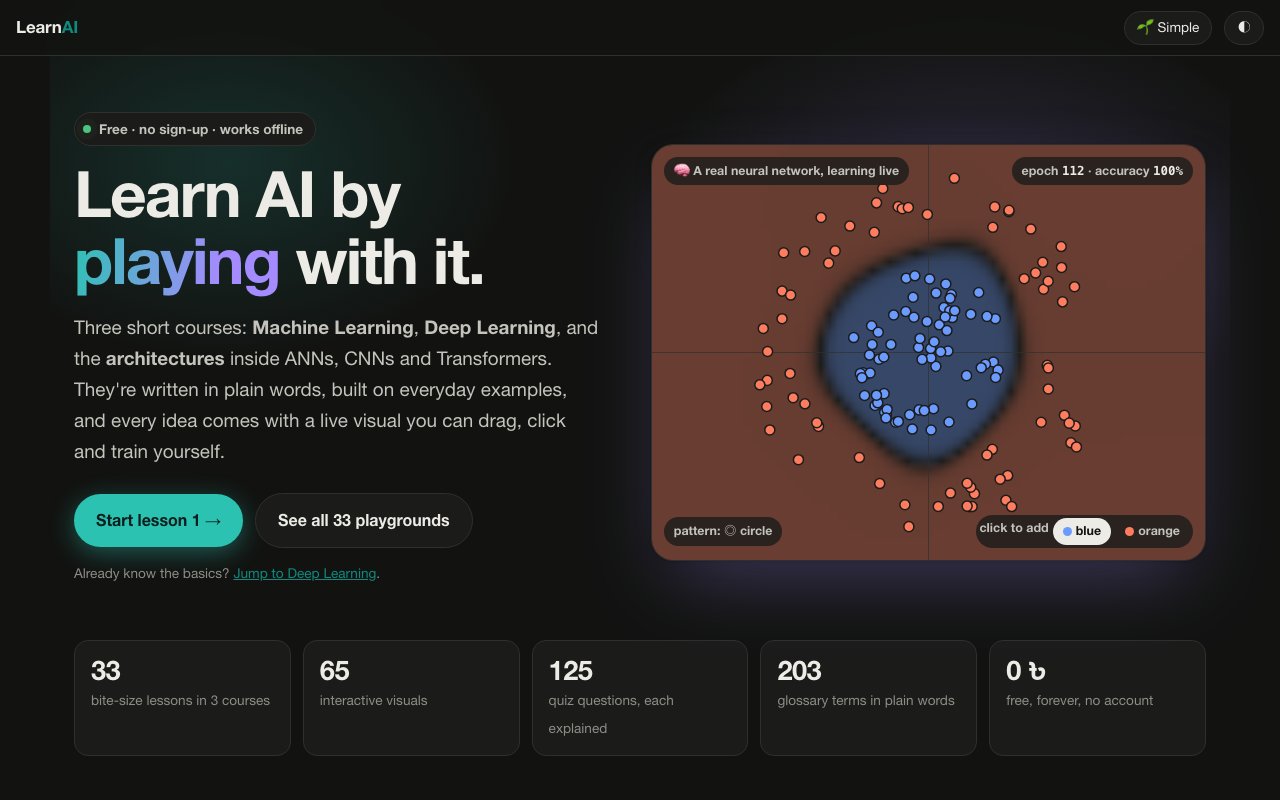 LearnAI
🌱 Simple
Free · no sign-up · works offline
Learn AI by
playing with it.
Three short courses: Machine Learning, Deep Learning, and
the architectures inside ANNs, CNNs and Transformers.
They're written in plain words, built on everyday examples,
and every idea comes with a live visual you can drag, click
and train yourself.
Start lesson 1 →
See all 33 playgrounds
Already know the basics? Jump to Deep Learning.
🧠 A real neural network, learning live
epoch 112 · accuracy 100%
pattern: ◎ circle
click to add
blue
orange
33
bite-size lessons in 3 courses
65
interactive visuals
125
quiz questions, each
explained
203
glossary terms in plain words
0 ৳
free, forever, no account